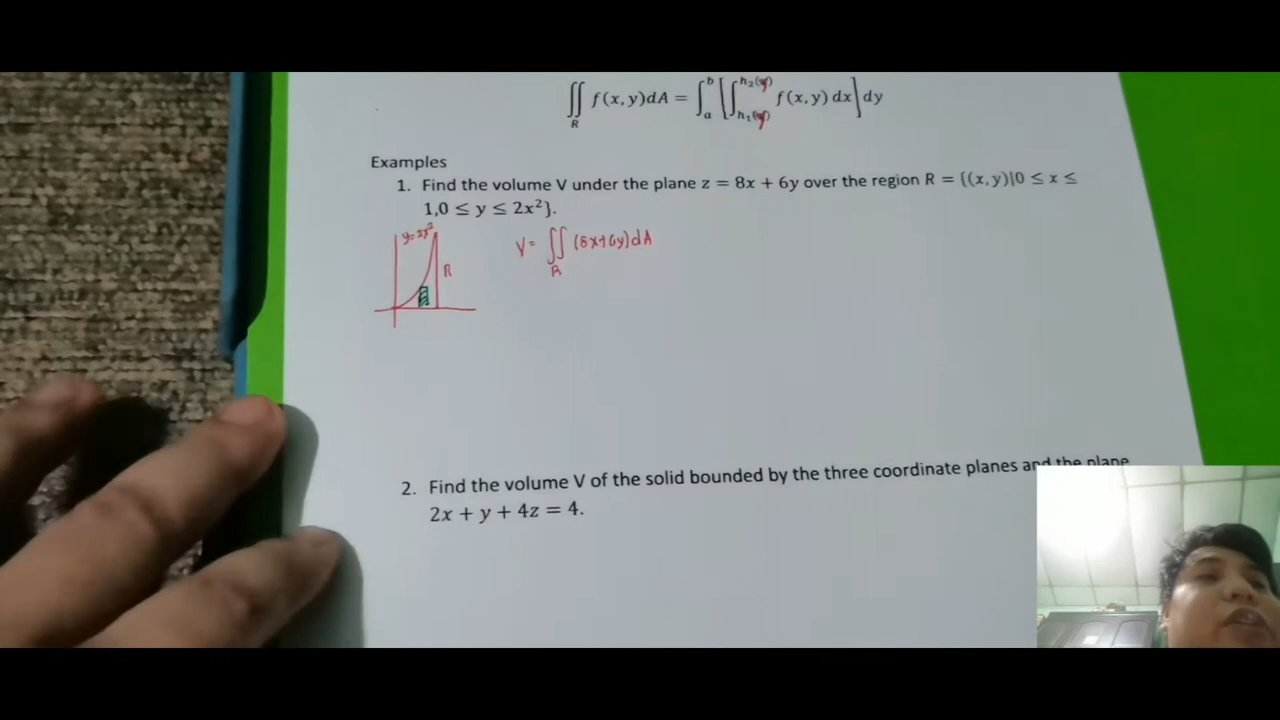 ∬_R f(x, y)dA = ∫_a^b [∬_{h₁(y)}^{h₂(y)} f(x, y) dx] dy
Examples
1. Find the volume V under the plane z = 8x + 6y over the region R = {(x, y)|0 ≤ x ≤
1,0 ≤ y ≤ 2x²}.
y=2x²
R
V= ∬_R (8x+6y)dA
2. Find the volume V of the solid bounded by the three coordinate planes and the plane
2x + y + 4z = 4.